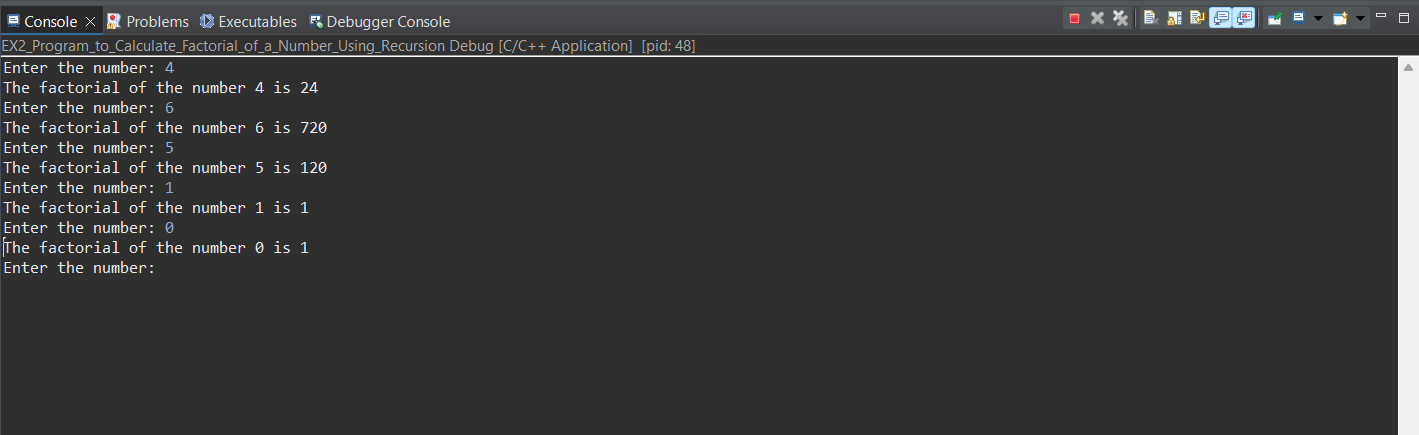 Console Problems Executables Debugger Console
EX2_Program_to_Calculate_Factorial_of_a_Number_Using_Recursion Debug [C/C++ Application] [pid: 48]
Enter the number: 4
The factorial of the number 4 is 24
Enter the number: 6
The factorial of the number 6 is 720
Enter the number: 5
The factorial of the number 5 is 120
Enter the number: 1
The factorial of the number 1 is 1
Enter the number: 0
The factorial of the number 0 is 1
Enter the number: